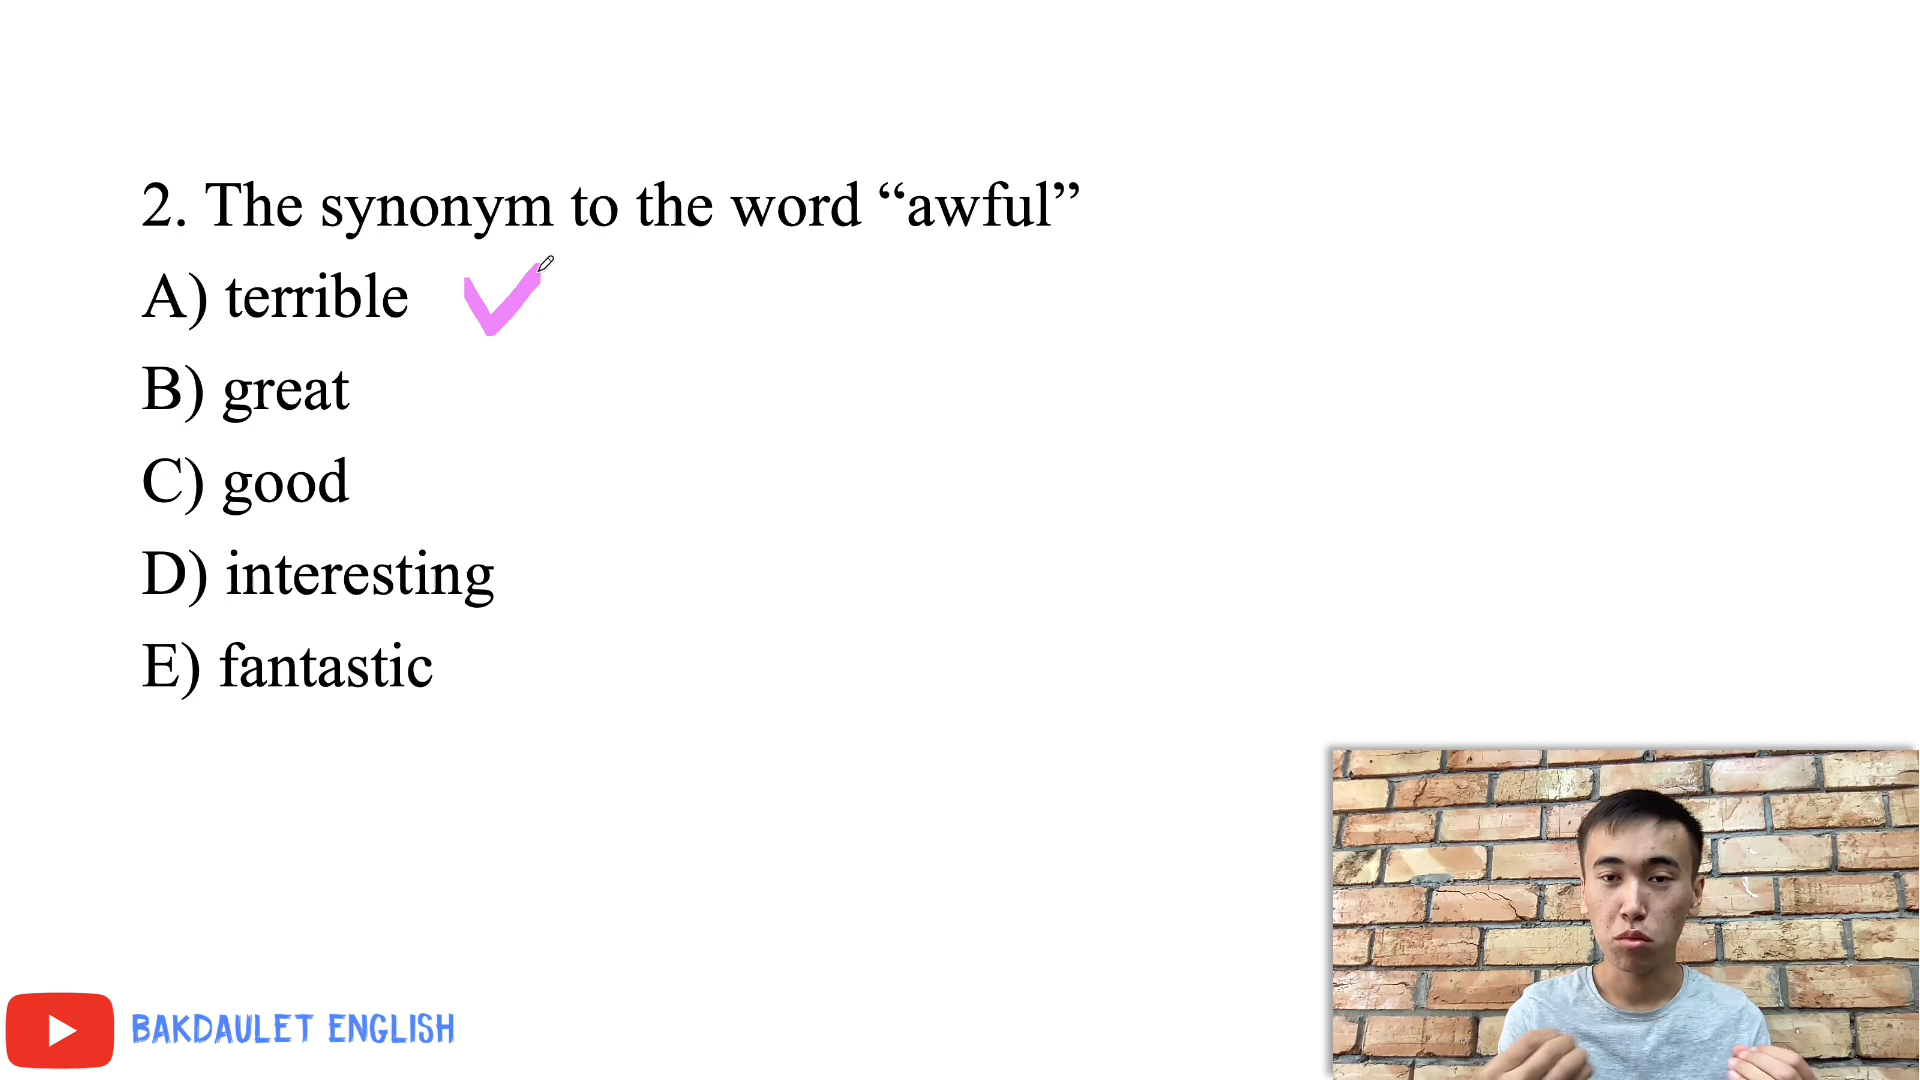 2. The synonym to the word “awful”
A) terrible
B) great
C) good
D) interesting
E) fantastic
BAKDAULET ENGLISH